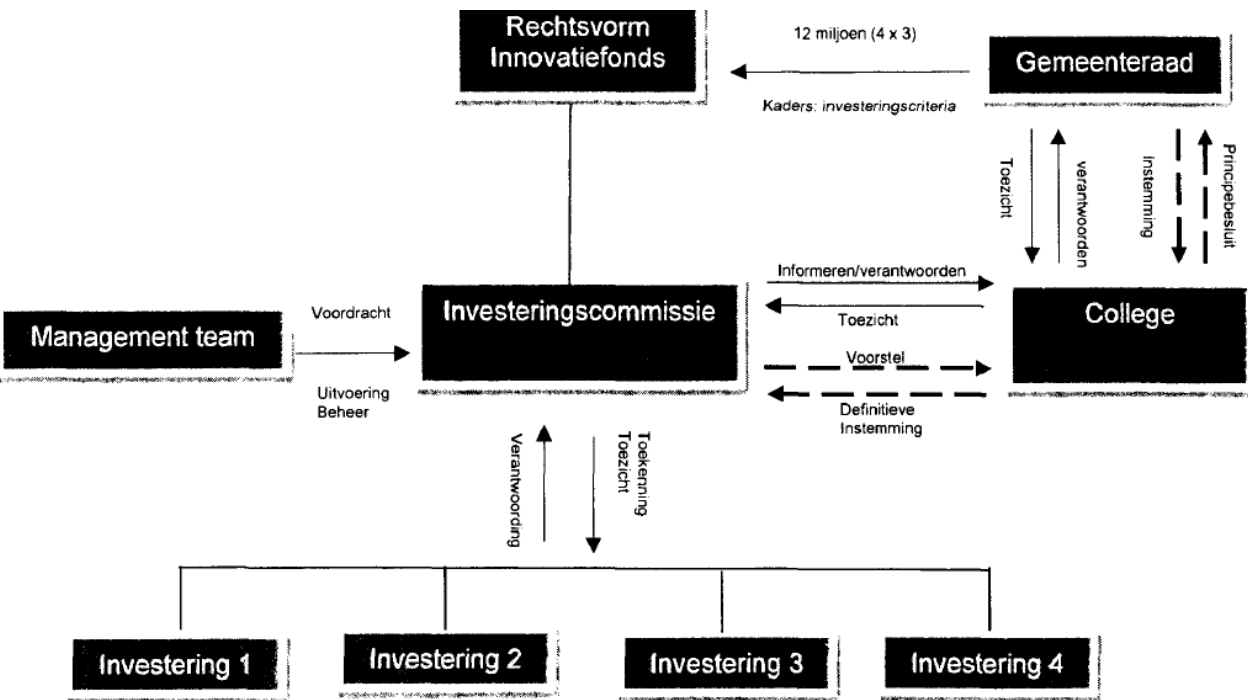 Rechtsvorm
Innovatiefonds
12 miljoen (4 x 3)
Gemeenteraad
Kaders: investeringscriteria
Toezicht
verantwoorden
Instemming
Principebesluit
Informeren/verantwoorden
Toezicht
Voorstel
Definitieve
Instemming
College
Investeringscommissie
Voordracht
Management team
Uitvoering
Beheer
Verantwoording
Toekenning
Toezicht
Investering 1
Investering 2
Investering 3
Investering 4